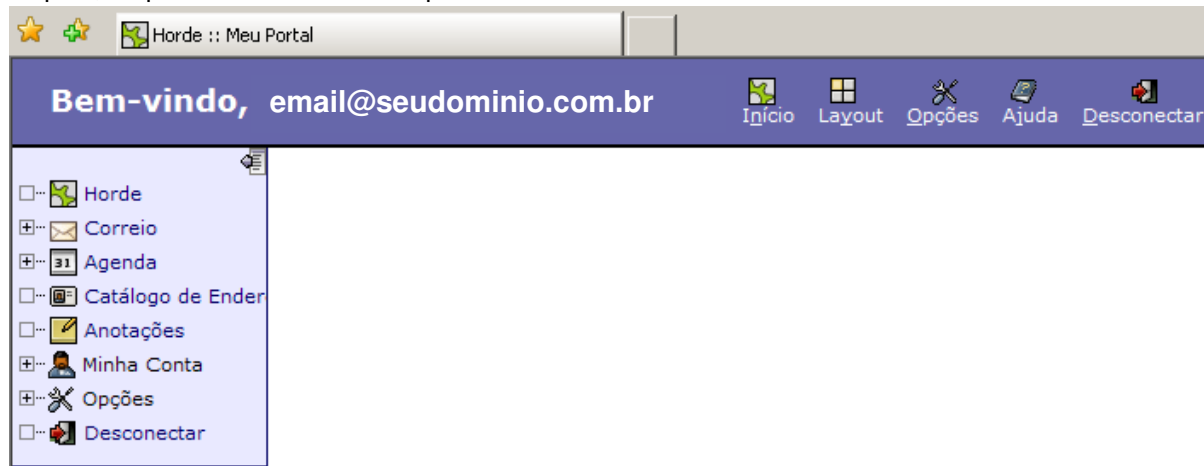 Horde :: Meu Portal
Bem-vindo, email@seudominio.com.br
Início Layout Opções Ajuda Desconectar
Horde
Correio
31 Agenda
Catálogo de Ender
Anotações
Minha Conta
Opções
Desconectar